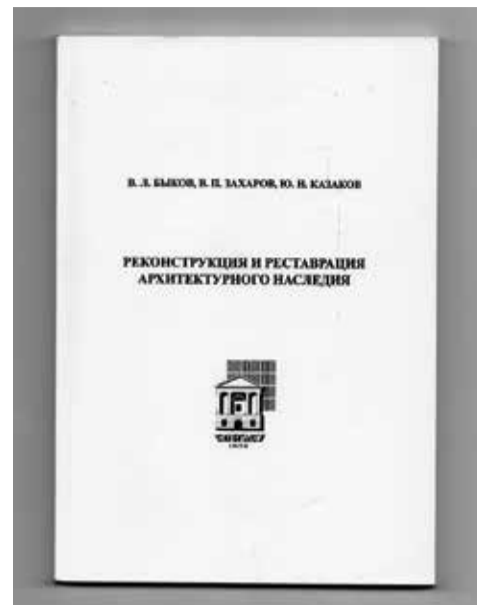 В. Л. БЫКОВ, В. П. ЗАХАРОВ, Ю. Н. КАЗАКОВ
РЕКОНСТРУКЦИЯ И РЕСТАВРАЦИЯ
АРХИТЕКТУРНОГО НАСЛЕДИЯ